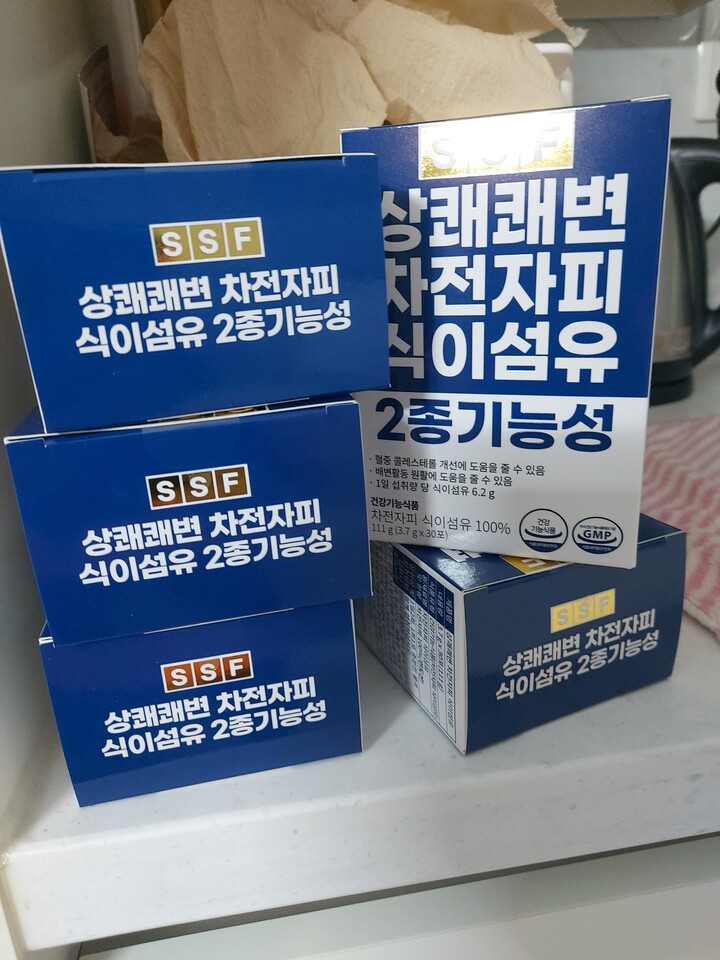 SSF
상쾌쾌변 차전자피
식이섬유 2종기능성
SSF
상쾌쾌변 차전자피
식이섬유 2종기능성
SSF
상쾌쾌변 차전자피
식이섬유 2종기능성
SSF
상쾌쾌변
차전자피
식이섬유
2종기능성
· 혈중 콜레스테롤 개선에 도움을 줄 수 있음
· 배변활동 원활에 도움을 줄 수 있음
· 1일 섭취량 당 식이섬유 6.2 g
건강기능식품
차전자피 식이섬유 100%
111 g (3.7 g x 30포)
건강
기능식품
GMP
SSF
상쾌쾌변 차전자피
식이섬유 2종기능성